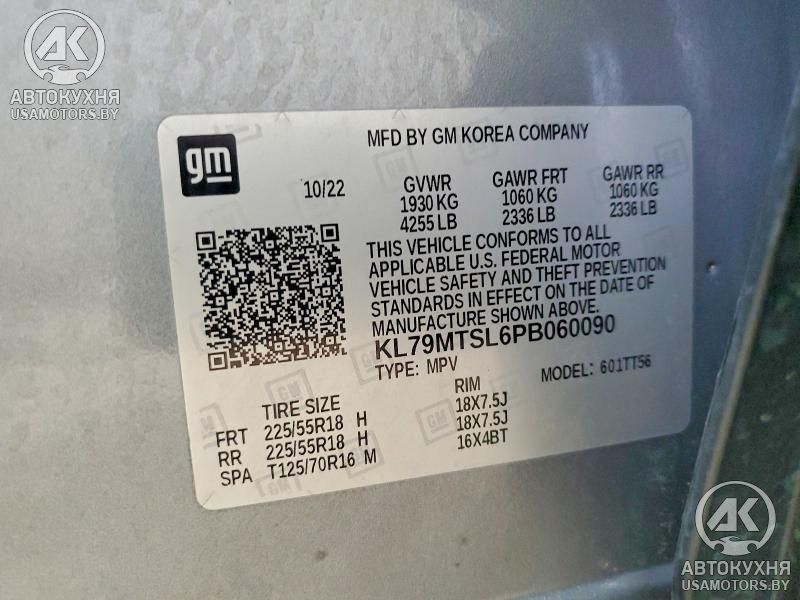 AK
АВТОКУХНЯ
USAMOTORS.BY
gm
MFD BY GM KOREA COMPANY
10/22
GVWR GAWR FRT GAWR RR
1930 KG 1060 KG 1060 KG
4255 LB 2336 LB 2336 LB
THIS VEHICLE CONFORMS TO ALL
APPLICABLE U.S. FEDERAL MOTOR
VEHICLE SAFETY AND THEFT PREVENTION
STANDARDS IN EFFECT ON THE DATE OF
MANUFACTURE SHOWN ABOVE.
KL79MTSL6PB060090
TYPE: MPV MODEL: 601TT56
TIRE SIZE RIM
FRT 225/55R18 H 18X7.5J
RR 225/55R18 H 18X7.5J
SPA T125/70R16 M 16X4BT
AK
АВТОКУХНЯ
USAMOTORS.BY